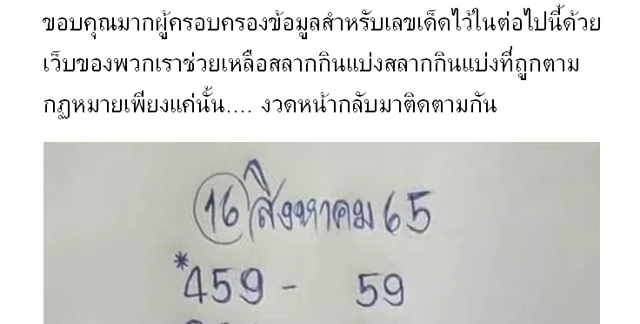 ขอบคุณมากผู้ครอบครองข้อมูลสำหรับเลขเด็ดไว้ในต่อไปนี้ด้วย
เว็บของพวกเราช่วยเหลือสลากกินแบ่งสลากกินแบ่งที่ถูกตาม
กฏหมายเพียงแค่นั้น.... งวดหน้ากลับมาติดตามกัน
16 สิงหาคม 65
*459 - 59